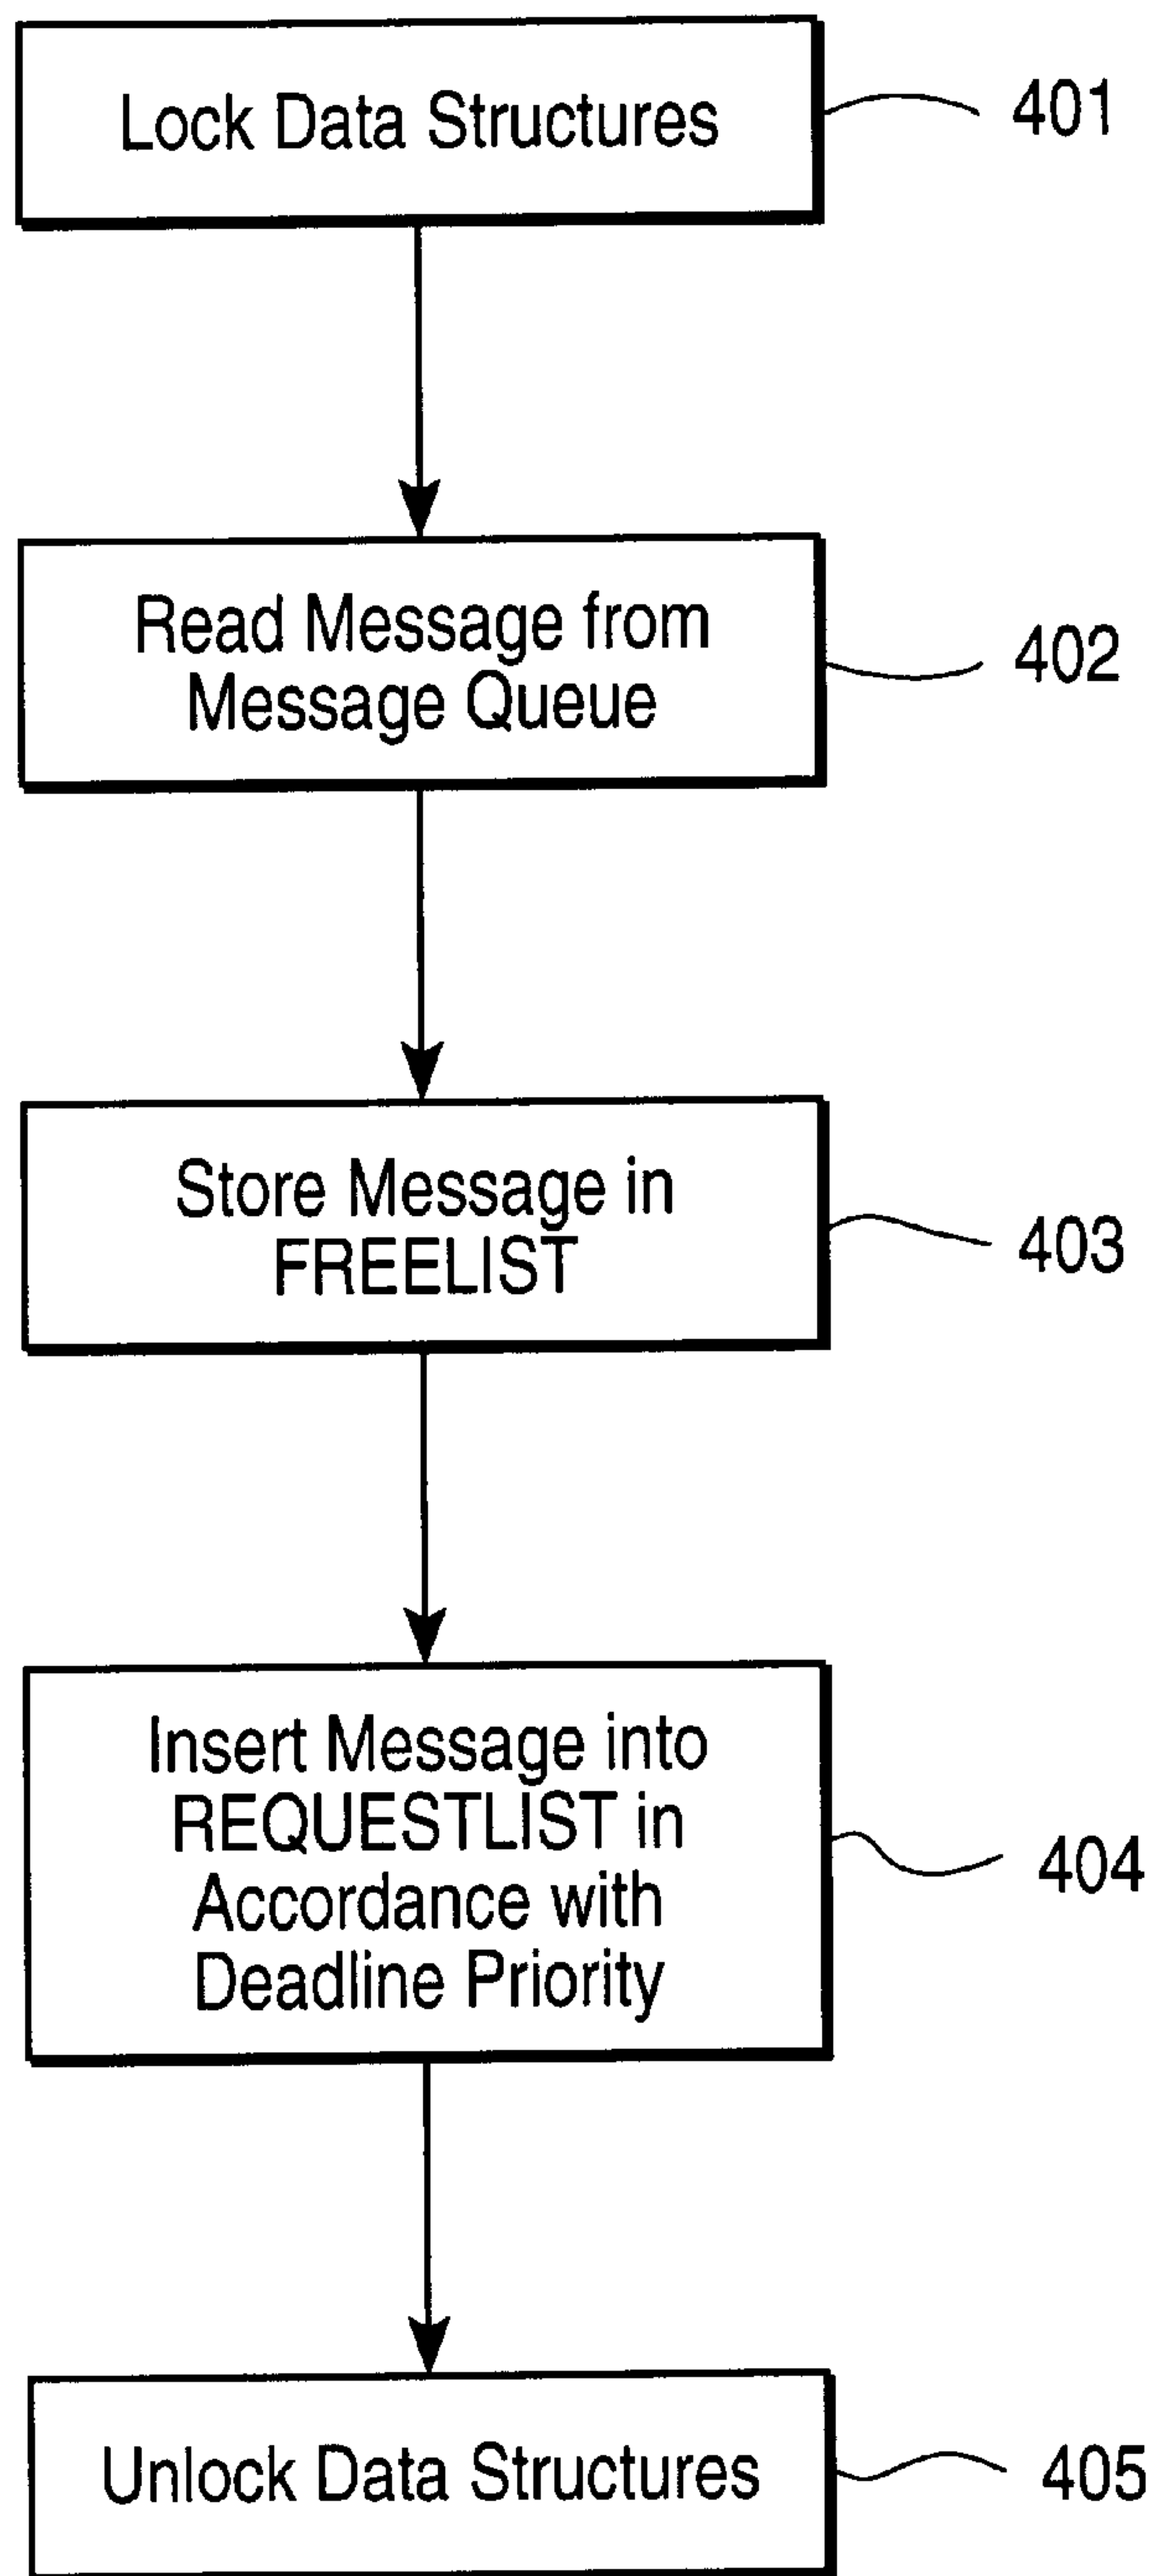 Lock Data Structures
401
Read Message from
Message Queue
402
Store Message in
FREELIST
403
Insert Message into
REQUESTLIST in
Accordance with
Deadline Priority
404
Unlock Data Structures
405